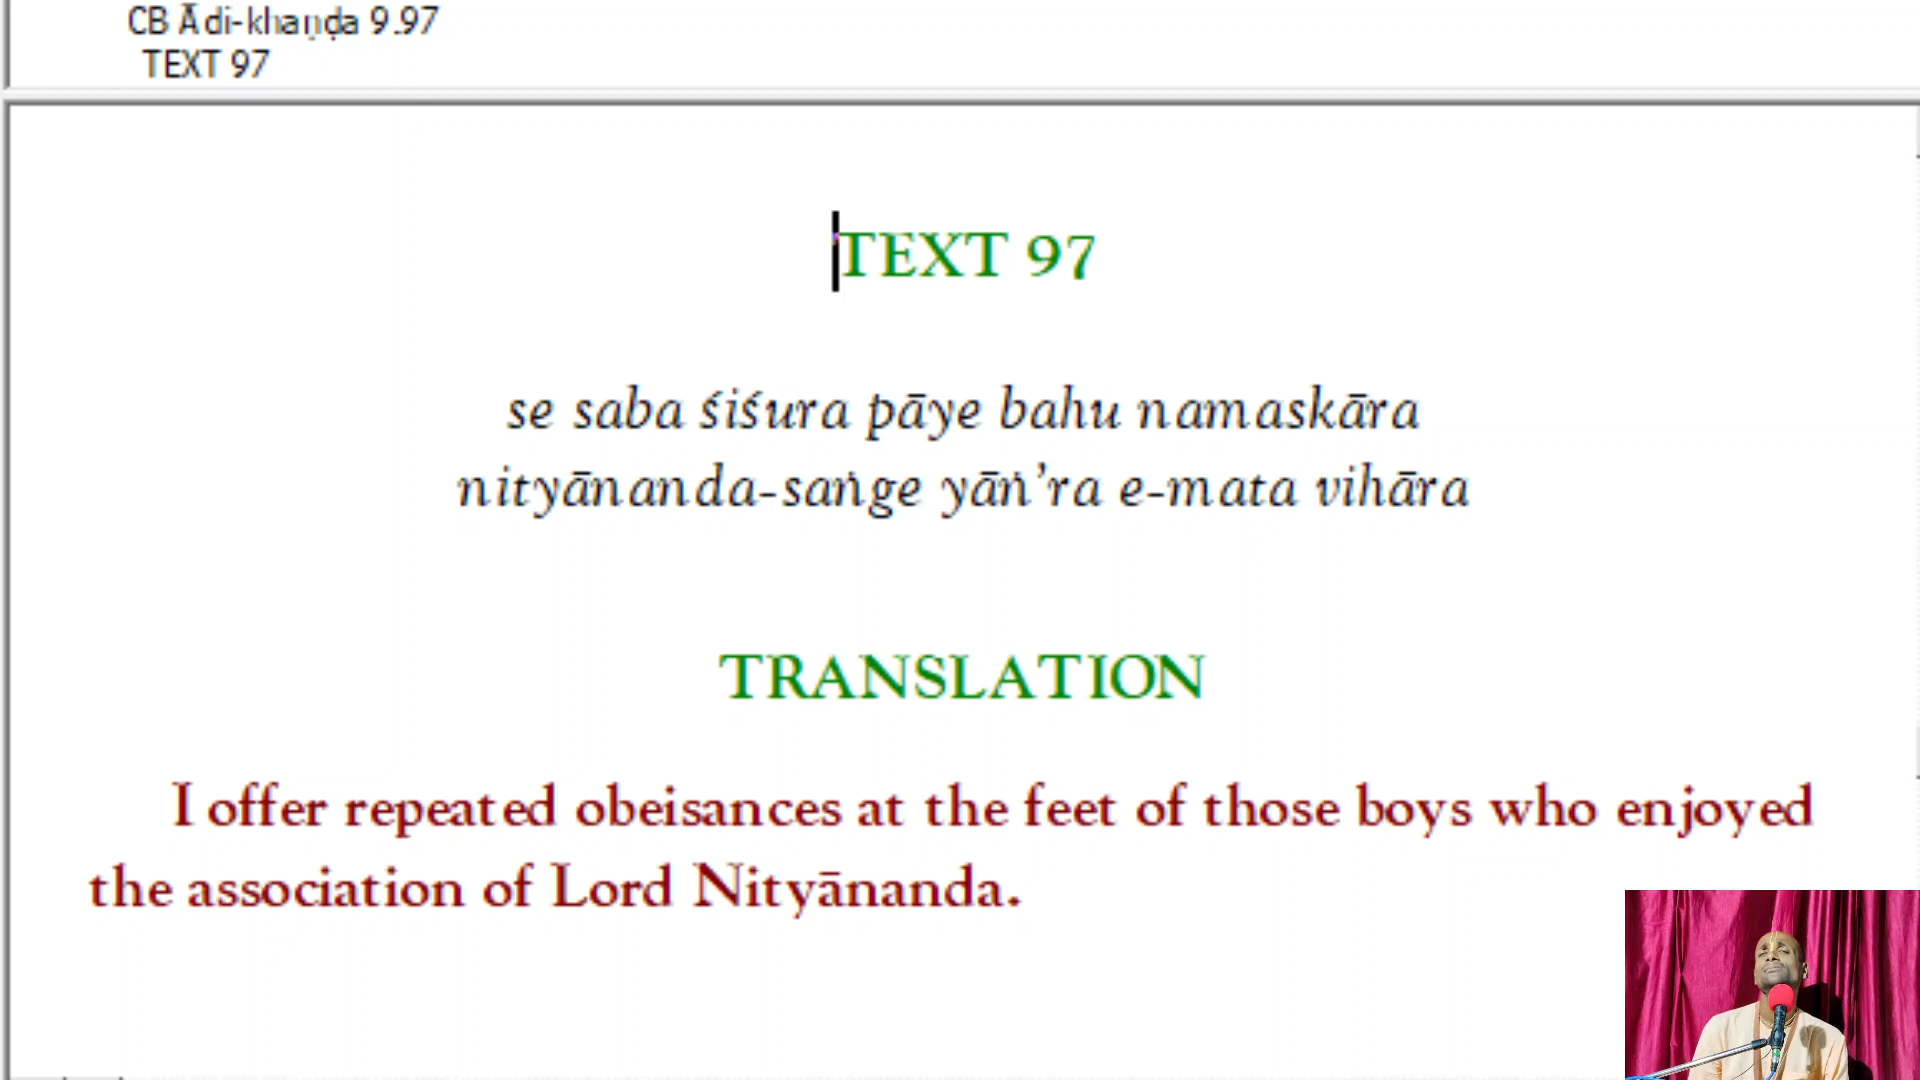 CB Ādi-khaṇḍa 9.97
TEXT 97
TEXT 97
se saba śiśura pāye bahu namaskāra
nityānanda-saṅge yāṅ’ra e-mata vihāra
TRANSLATION
I offer repeated obeisances at the feet of those boys who enjoyed
the association of Lord Nityānanda.